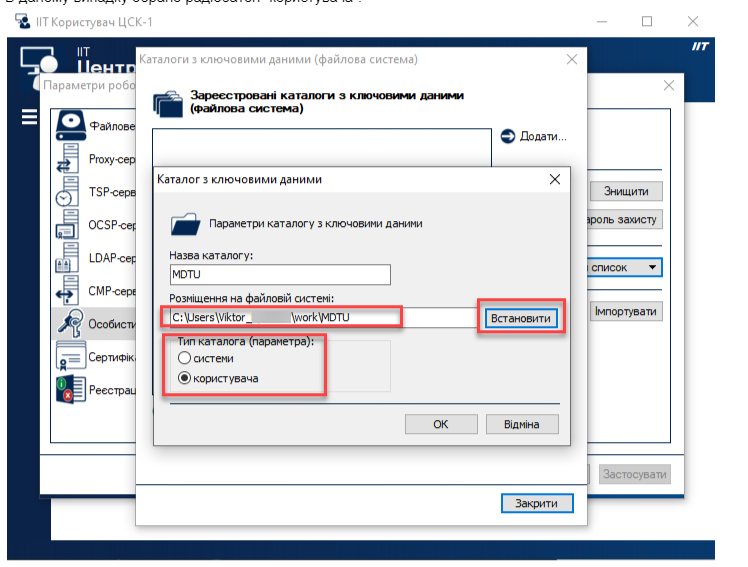 В даному випадку обрано радіобатон "користувача".
ІІТ Користувач ЦСК-1
ІІТ
Центр
ІІТ
Каталоги з ключовими даними (файлова система)
Параметри робо
Зареєстровані каталоги з ключовими даними
(файлова система)
Додати...
Файлове
Proxy-сер
TSP-серв
OCSP-сер
LDAP-сер
CMP-серв
Особисти
Сертифік
Реєстрац
Знищити
ароль захисту
список
Імпортувати
Застосувати
Каталог з ключовими даними
Параметри каталогу з ключовими даними
Назва каталогу:
MDTU
Розміщення на файловій системі:
C:\Users\Viktor_ \work\MDTU
Встановити
Тип каталога (параметра):
системи
користувача
OK
Відміна
Закрити